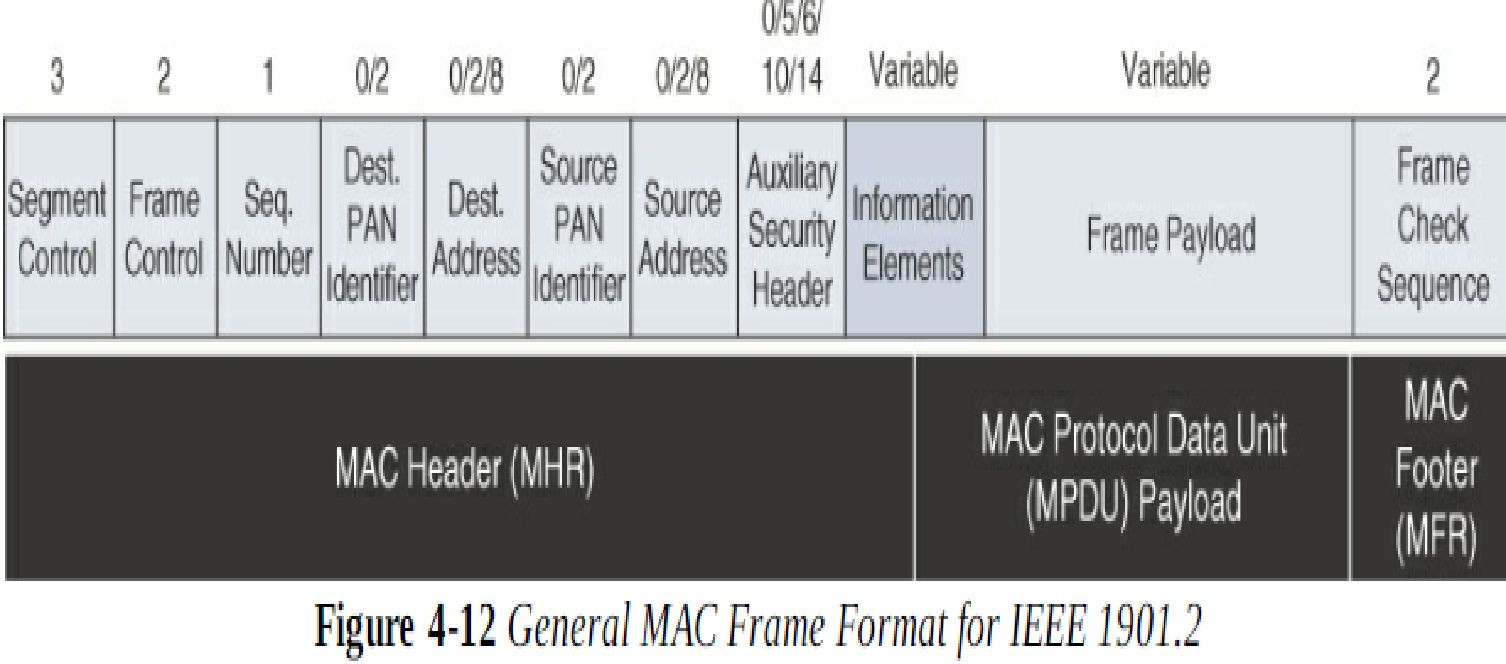 0/5/6/
3 2 1 0/2 0/2/8 0/2 0/2/8 10/14 Variable Variable 2
Segment
Control
Frame
Control
Seq.
Number
Dest.
PAN
Identifier
Dest.
Address
Source
PAN
Identifier
Source
Address
Auxiliary
Security
Header
Information
Elements
Frame Payload
Frame
Check
Sequence
MAC Header (MHR)
MAC Protocol Data Unit
(MPDU) Payload
MAC
Footer
(MFR)
Figure 4-12 General MAC Frame Format for IEEE 1901.2